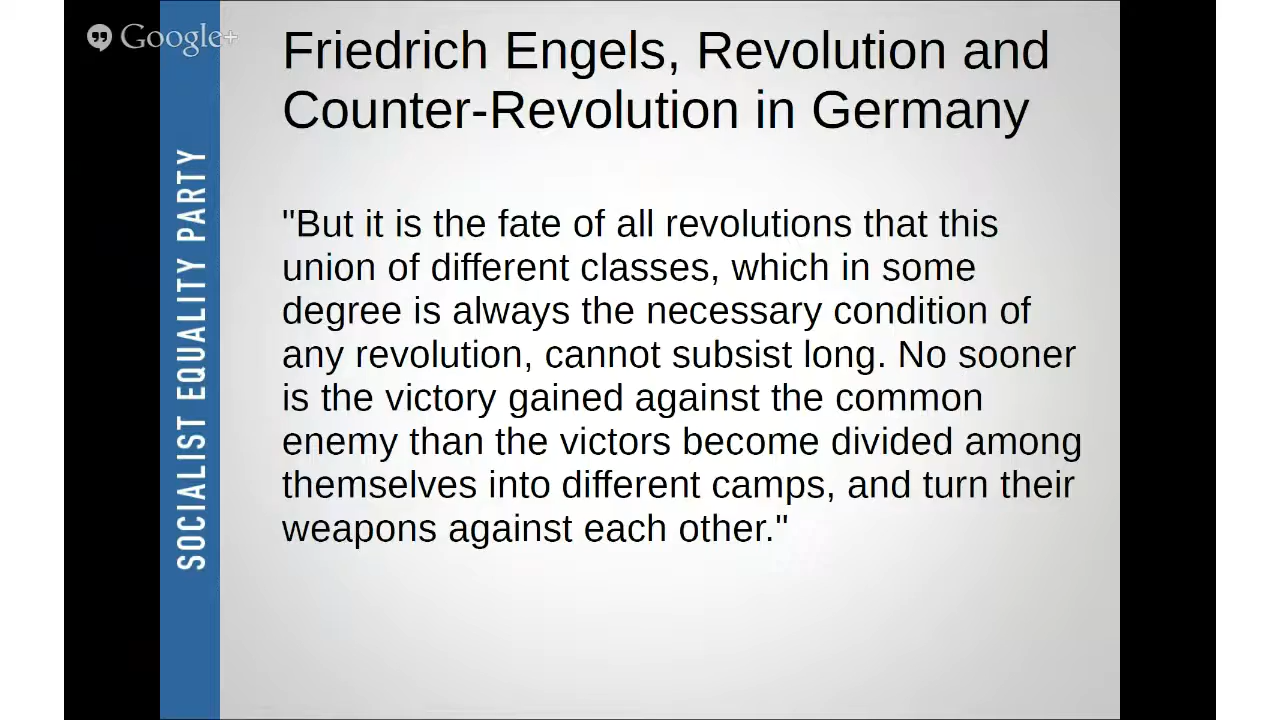 Google+
SOCIALIST EQUALITY PARTY
Friedrich Engels, Revolution and
Counter-Revolution in Germany
"But it is the fate of all revolutions that this
union of different classes, which in some
degree is always the necessary condition of
any revolution, cannot subsist long. No sooner
is the victory gained against the common
enemy than the victors become divided among
themselves into different camps, and turn their
weapons against each other."